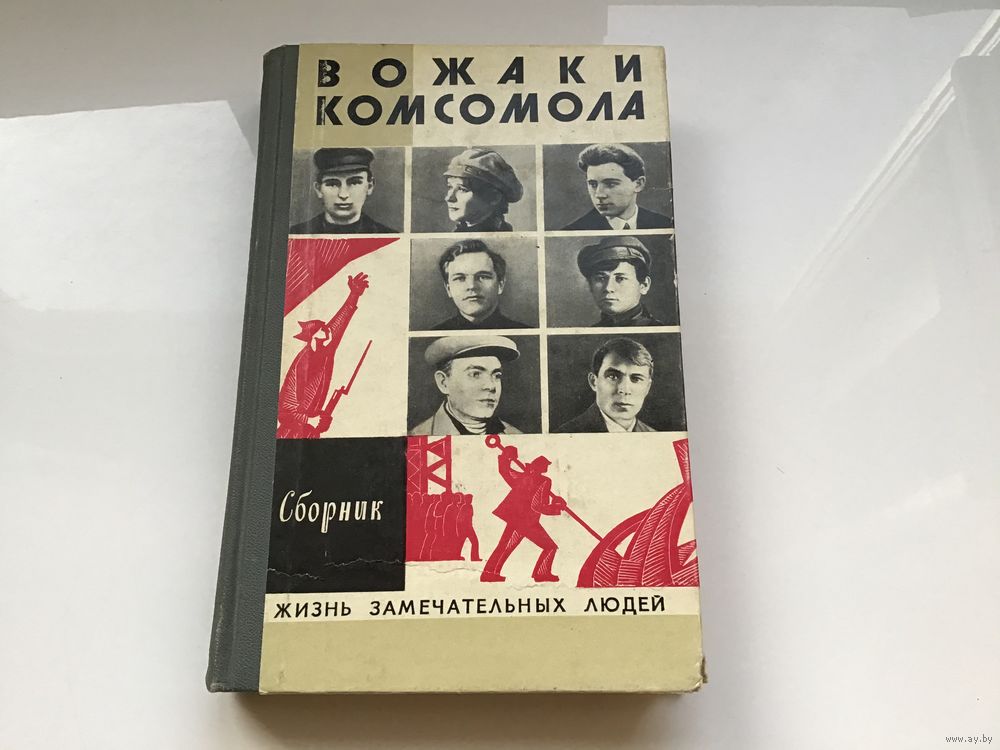 ВОЖАКИ
КОМСОМОЛА
Сборник
ЖИЗНЬ ЗАМЕЧАТЕЛЬНЫХ ЛЮДЕЙ
www.ay.by